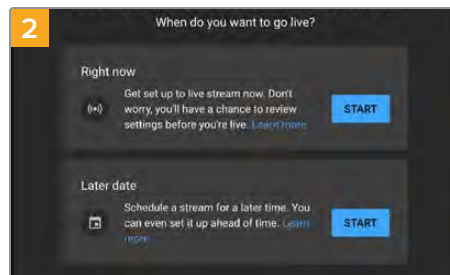 2
When do you want to go live?
Right now
Get set up to live stream now. Don't
worry, you'll have a chance to review
settings before you're live. Learn more
START
Later date
Schedule a stream for a later time. You
can even set it up ahead of time. Learn
more
START